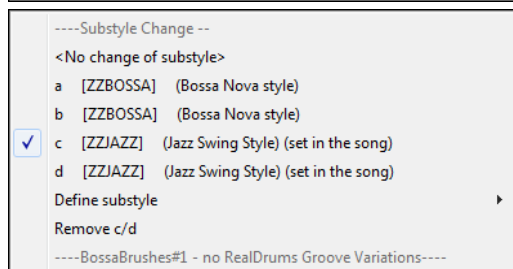 ----Substyle Change --
<No change of substyle>
a [ZZBOSSA] (Bossa Nova style)
b [ZZBOSSA] (Bossa Nova style)
c [ZZJAZZ] (Jazz Swing Style) (set in the song)
d [ZZJAZZ] (Jazz Swing Style) (set in the song)
Define substyle
Remove c/d
----BossaBrushes#1 - no RealDrums Groove Variations----